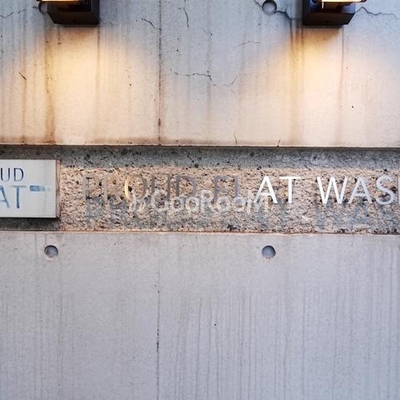 UD
AT
PROUD FLAT WAS
GooRoom